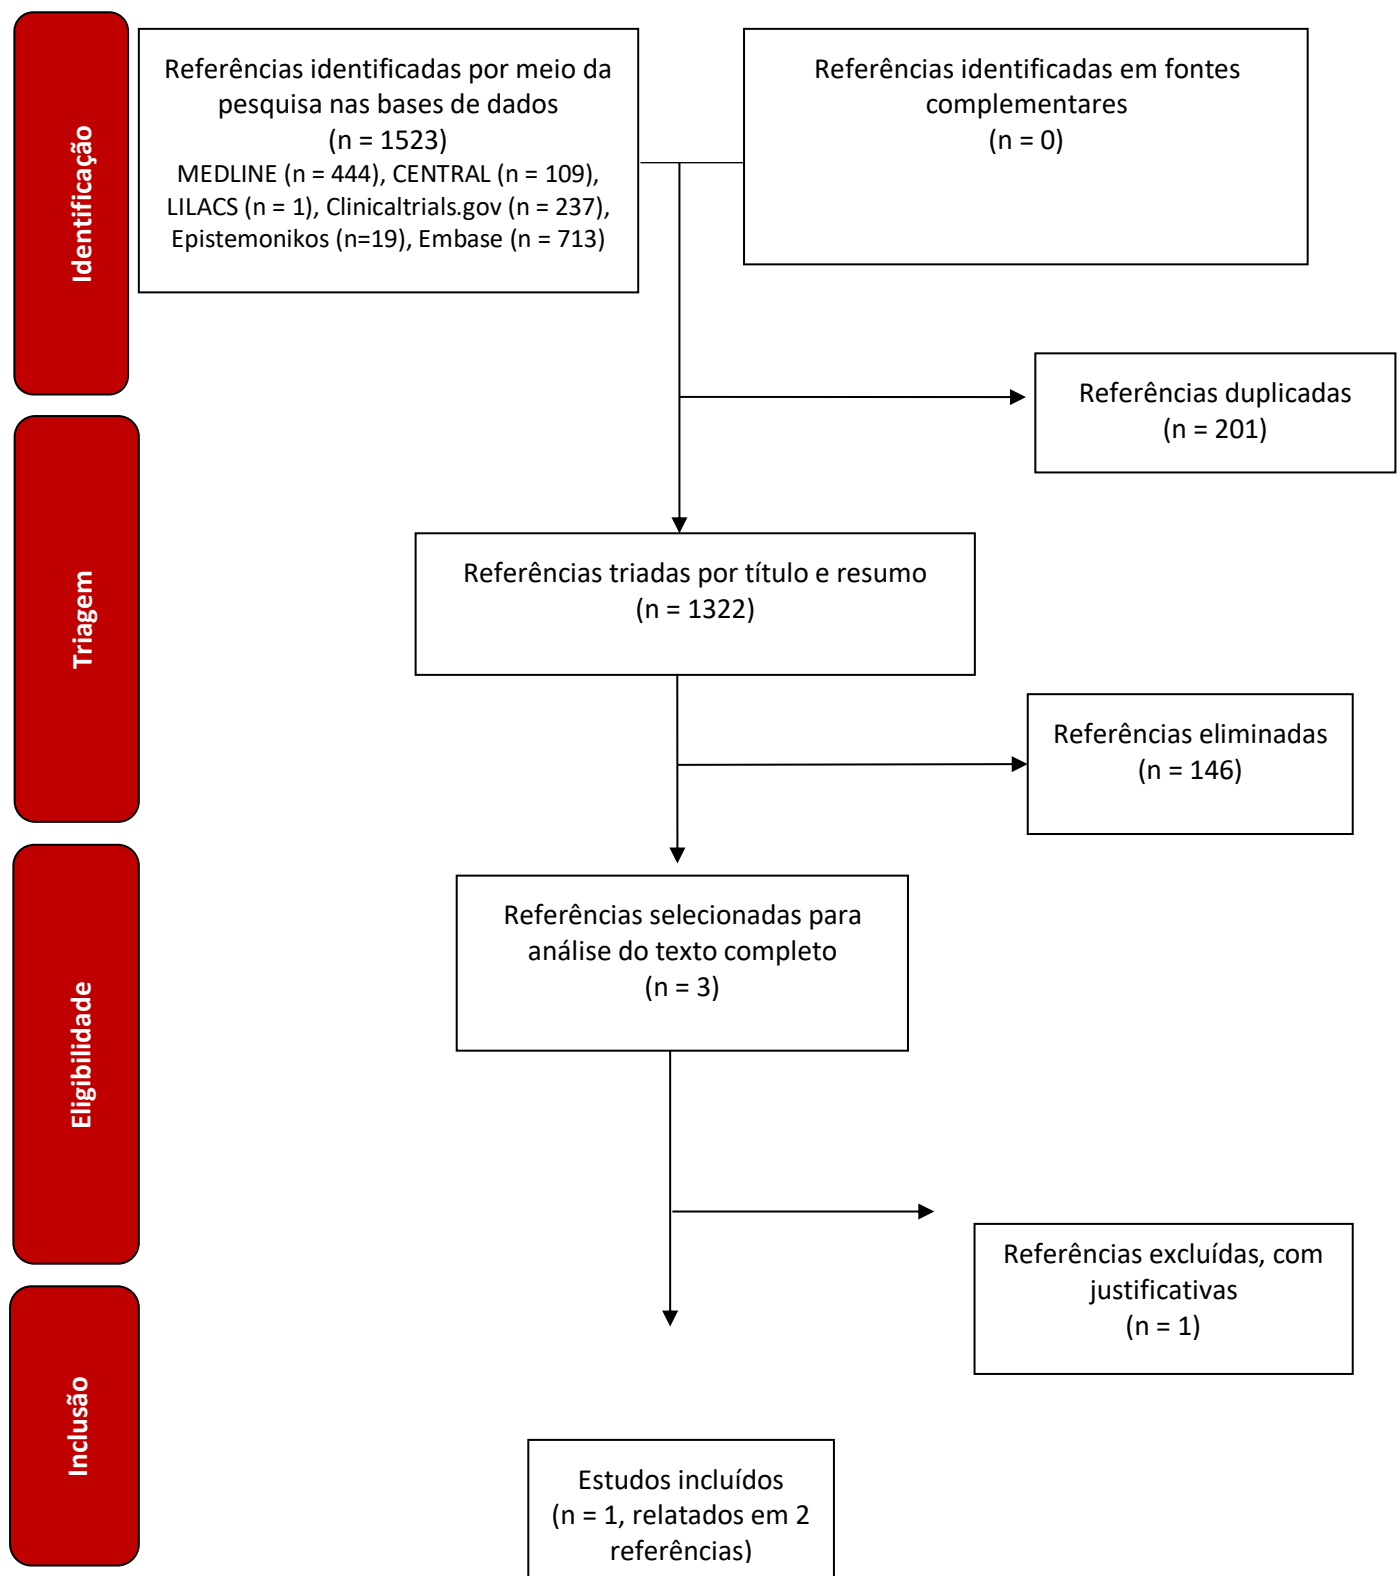 Identificação
Referências identificadas por meio da
pesquisa nas bases de dados
(n = 1523)
MEDLINE (n = 444), CENTRAL (n = 109),
LILACS (n = 1), Clinicaltrials.gov (n = 237),
Epistemonikos (n=19), Embase (n = 713)
Referências identificadas em fontes
complementares
(n = 0)
Referências duplicadas
(n = 201)
Triagem
Referências triadas por título e resumo
(n = 1322)
Referências eliminadas
(n = 146)
Eligibilidade
Referências selecionadas para
análise do texto completo
(n = 3)
Referências excluídas, com
justificativas
(n = 1)
Inclusão
Estudos incluídos
(n = 1, relatados em 2
referências)